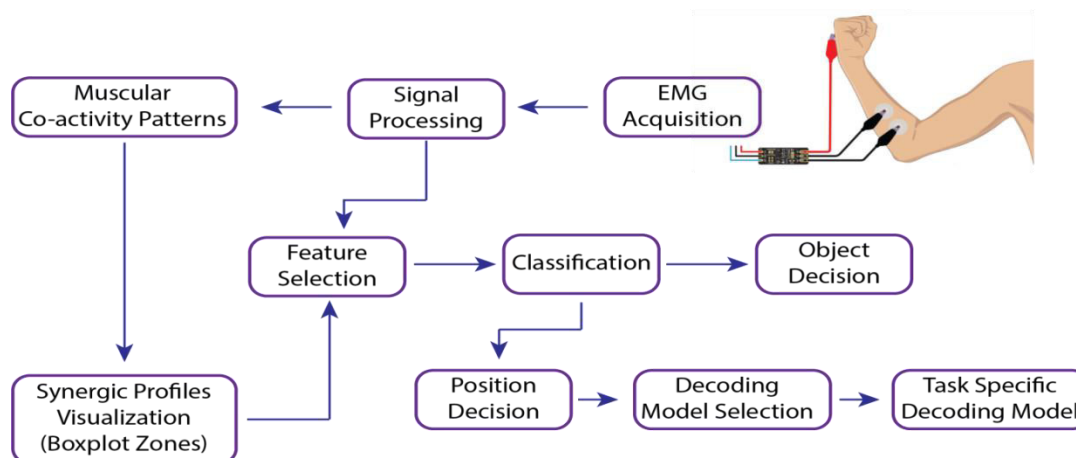 Muscular
Co-activity Patterns
Signal
Processing
EMG
Acquisition
Feature
Selection
Classification
Object
Decision
Synergic Profiles
Visualization
(Boxplot Zones)
Position
Decision
Decoding
Model Selection
Task Specific
Decoding Model